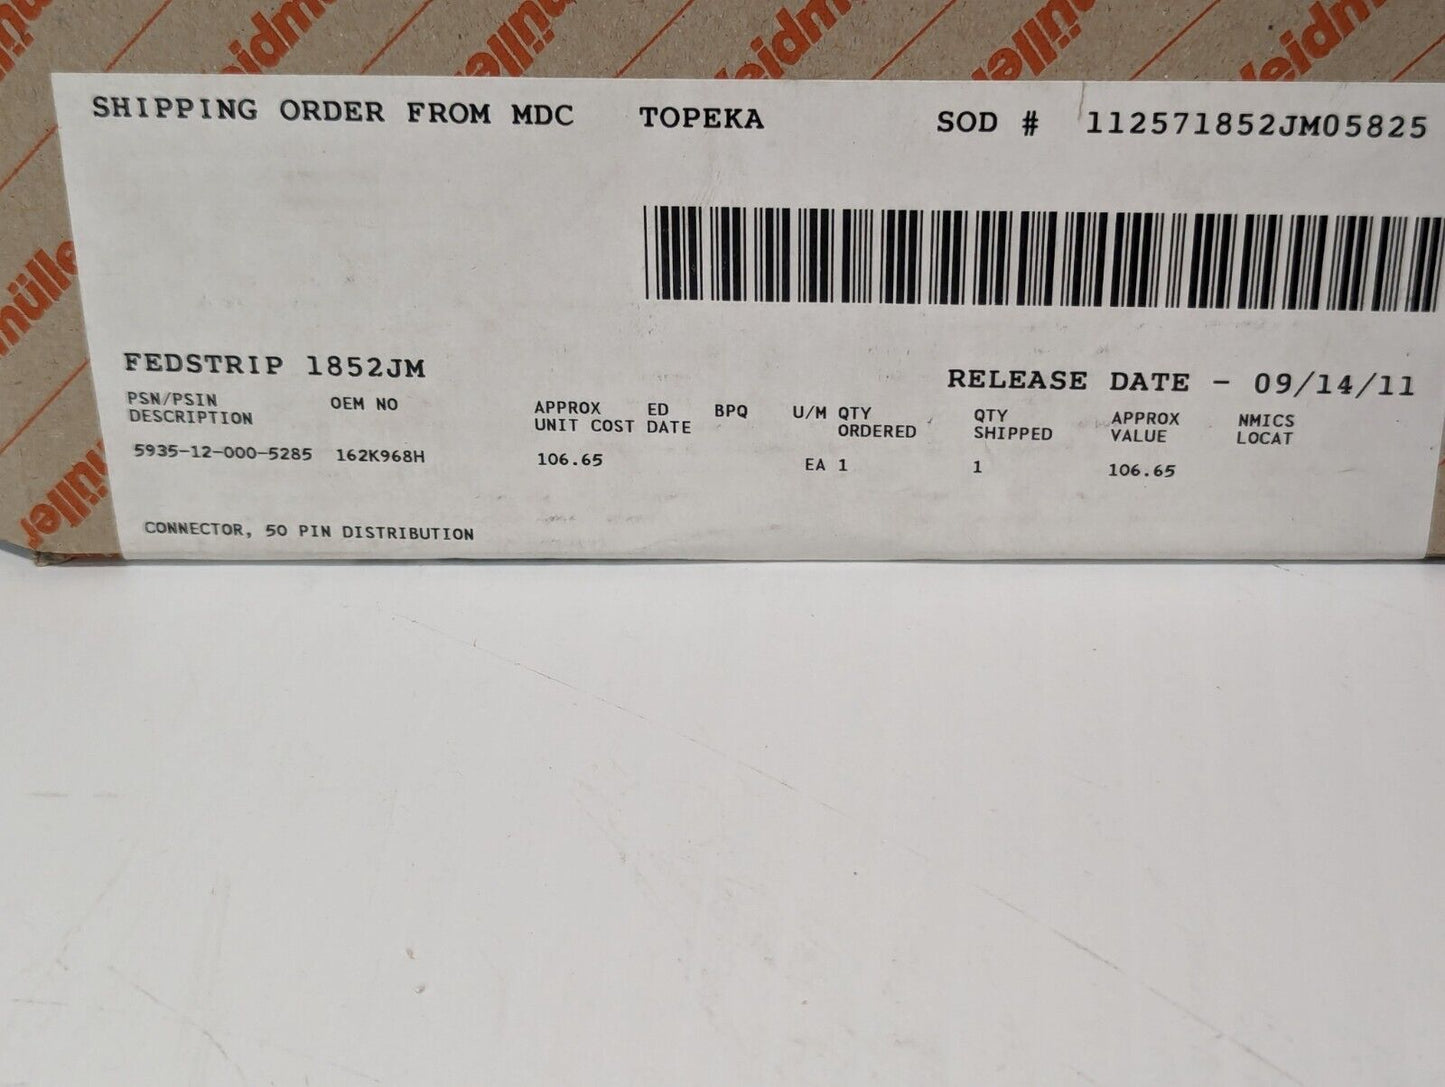 SHIPPING ORDER FROM MDC TOPEKA SOD # 112571852JM05825
FEDSTRIP 1852JM
RELEASE DATE - 09/14/11
PSN/PSIN OEM NO APPROX ED BPQ U/M QTY QTY APPROX NMICS
DESCRIPTION UNIT COST DATE ORDERED SHIPPED VALUE LOCAT
5935-12-000-5285 162K968H 106.65 EA 1 1 106.65
CONNECTOR, 50 PIN DISTRIBUTION
müller
müller